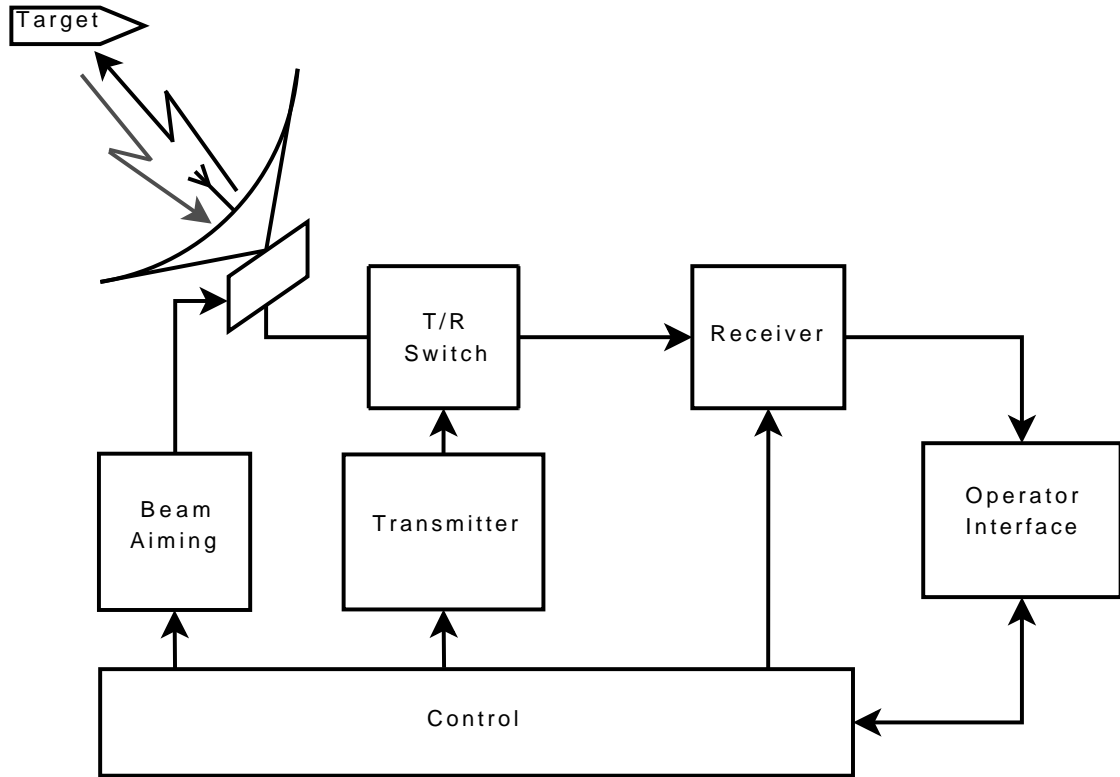 Target
T/R
Switch
Receiver
Beam
Aiming
Transmitter
Operator
Interface
Control